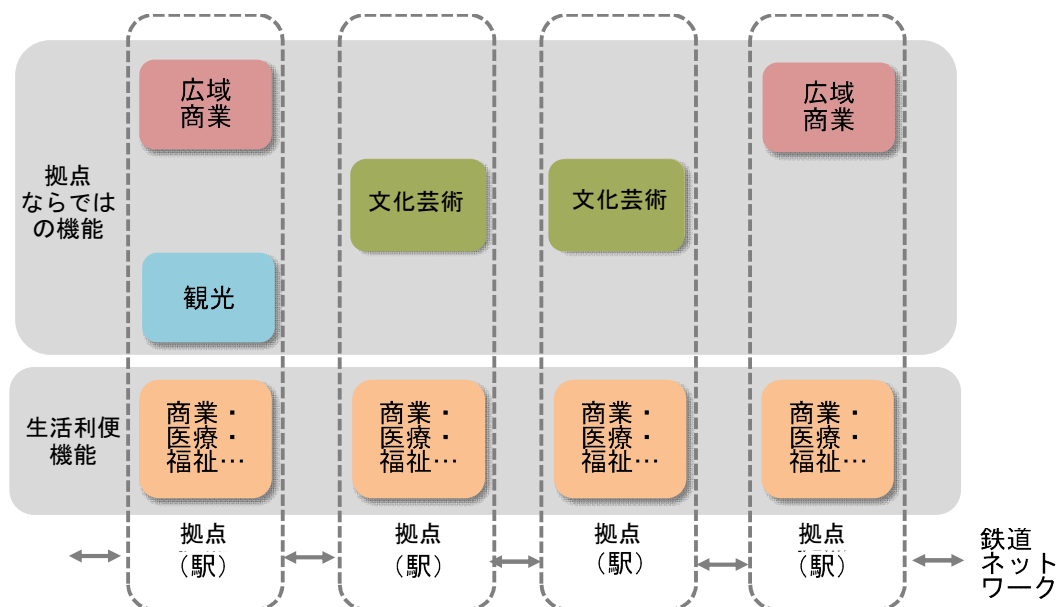 広域
商業
広域
商業
拠点
ならでは
の機能
文化芸術
文化芸術
観光
生活利便
機能
商業・
医療・
福祉…
商業・
医療・
福祉…
商業・
医療・
福祉…
商業・
医療・
福祉…
拠点
（駅）
拠点
（駅）
拠点
（駅）
拠点
（駅）
鉄道
ネット
ワーク